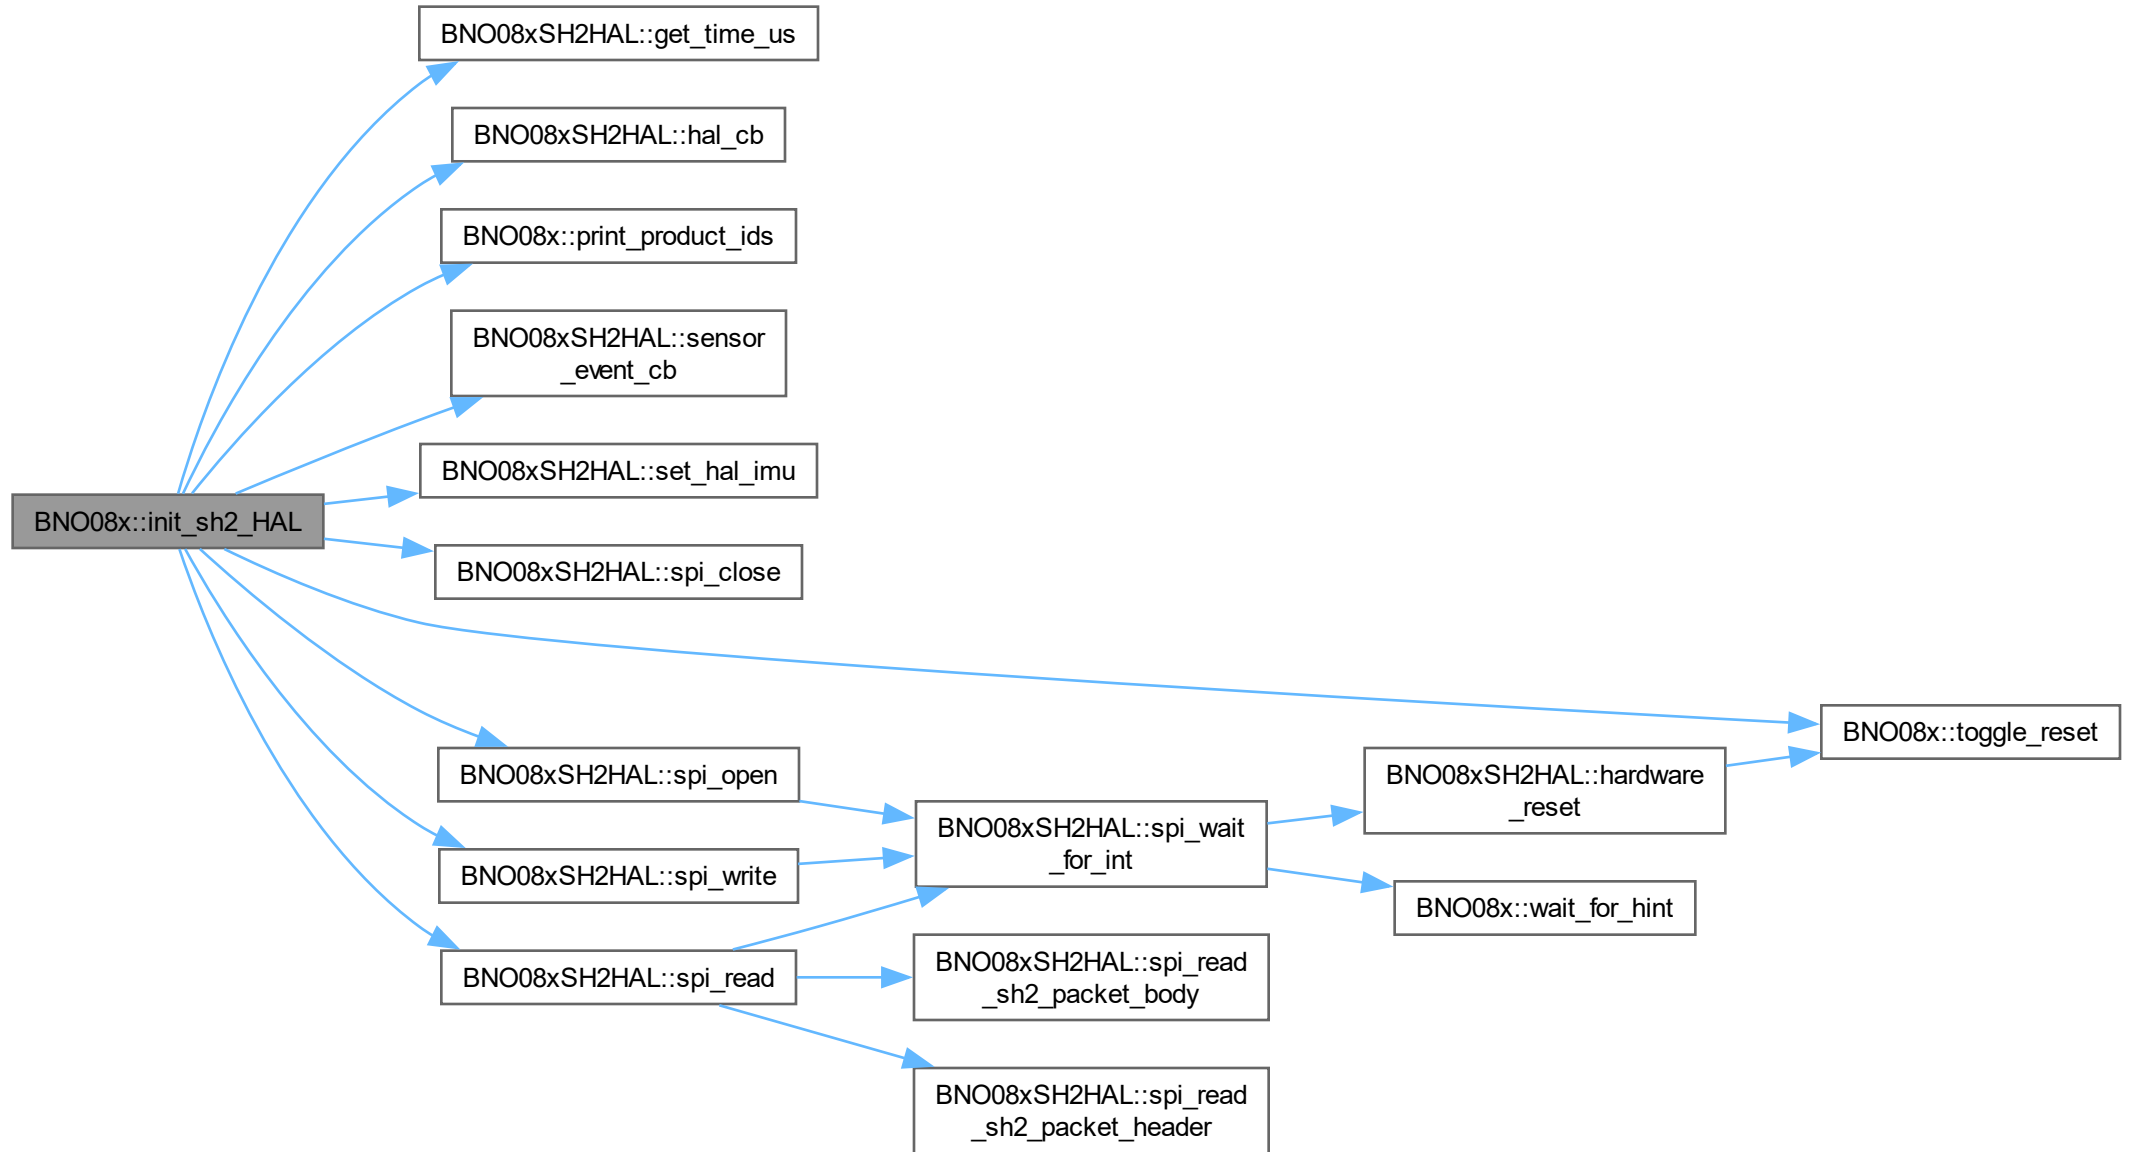 BNO08xSH2HAL::get_time_us
BNO08xSH2HAL::hal_cb
BNO08x::print_product_ids
BNO08xSH2HAL::sensor
_event_cb
BNO08xSH2HAL::set_hal_imu
BNO08x::init_sh2_HAL
BNO08xSH2HAL::spi_close
BNO08x::toggle_reset
BNO08xSH2HAL::spi_open
BNO08xSH2HAL::hardware
_reset
BNO08xSH2HAL::spi_wait
_for_int
BNO08xSH2HAL::spi_write
BNO08x::wait_for_hint
BNO08xSH2HAL::spi_read
BNO08xSH2HAL::spi_read
_sh2_packet_body
BNO08xSH2HAL::spi_read
_sh2_packet_header